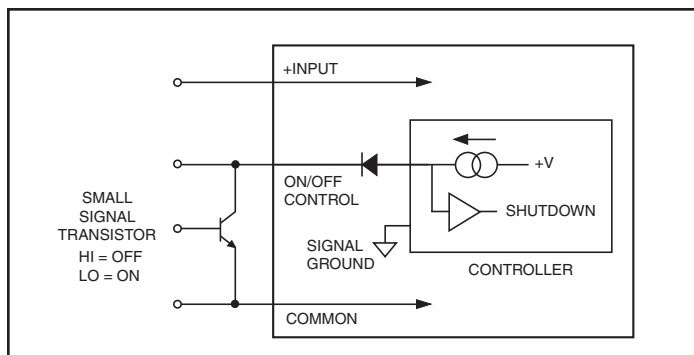 +INPUT
ON/OFF
CONTROL
+V
SHUTDOWN
SMALL
SIGNAL
TRANSISTOR
HI = OFF
LO = ON
SIGNAL
GROUND
CONTROLLER
COMMON